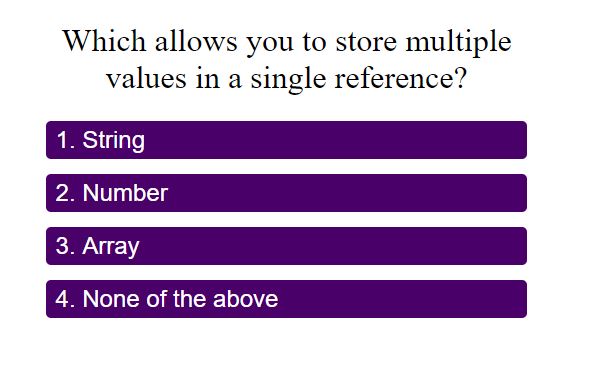 Which allows you to store multiple
values in a single reference?
1. String
2. Number
3. Array
4. None of the above